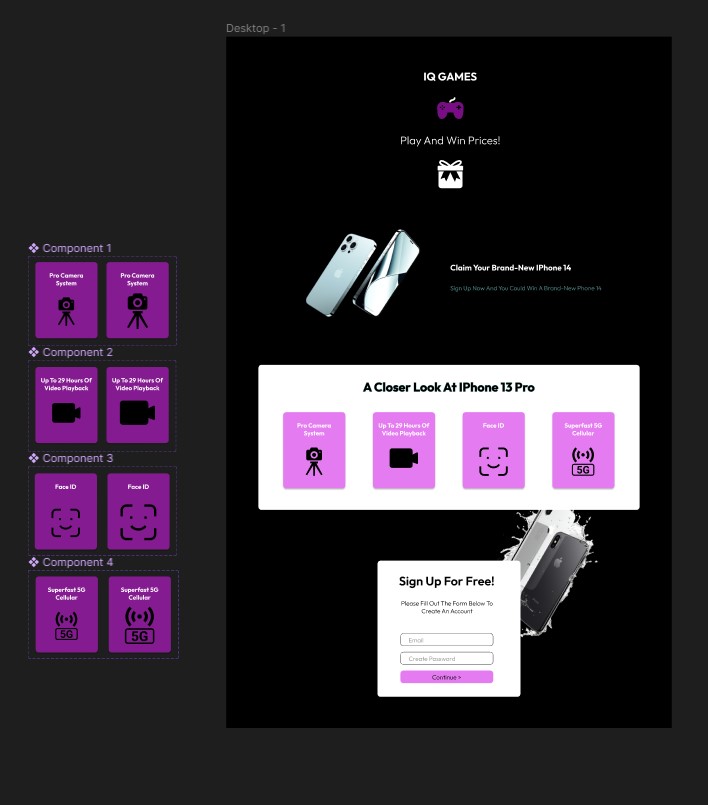 Desktop - 1
IQ GAMES
Play And Win Prizes!
Claim Your Brand-New IPhone 14
Sign Up Now And You Could Win A Brand-New Phone 14
A Closer Look At IPhone 13 Pro
Pro Camera
System
Up To 29 Hours Of
Video Playback
Face ID
Superfast 5G
Cellular
5G
Sign Up For Free!
Please Fill Out The Form Below To
Create An Account
Email
Create Password
Continue >
Component 1
Pro Camera
System
Pro Camera
System
Component 2
Up To 29 Hours Of
Video Playback
Up To 29 Hours Of
Video Playback
Component 3
Face ID
Face ID
Component 4
Superfast 5G
Cellular
5G
Superfast 5G
Cellular
5G